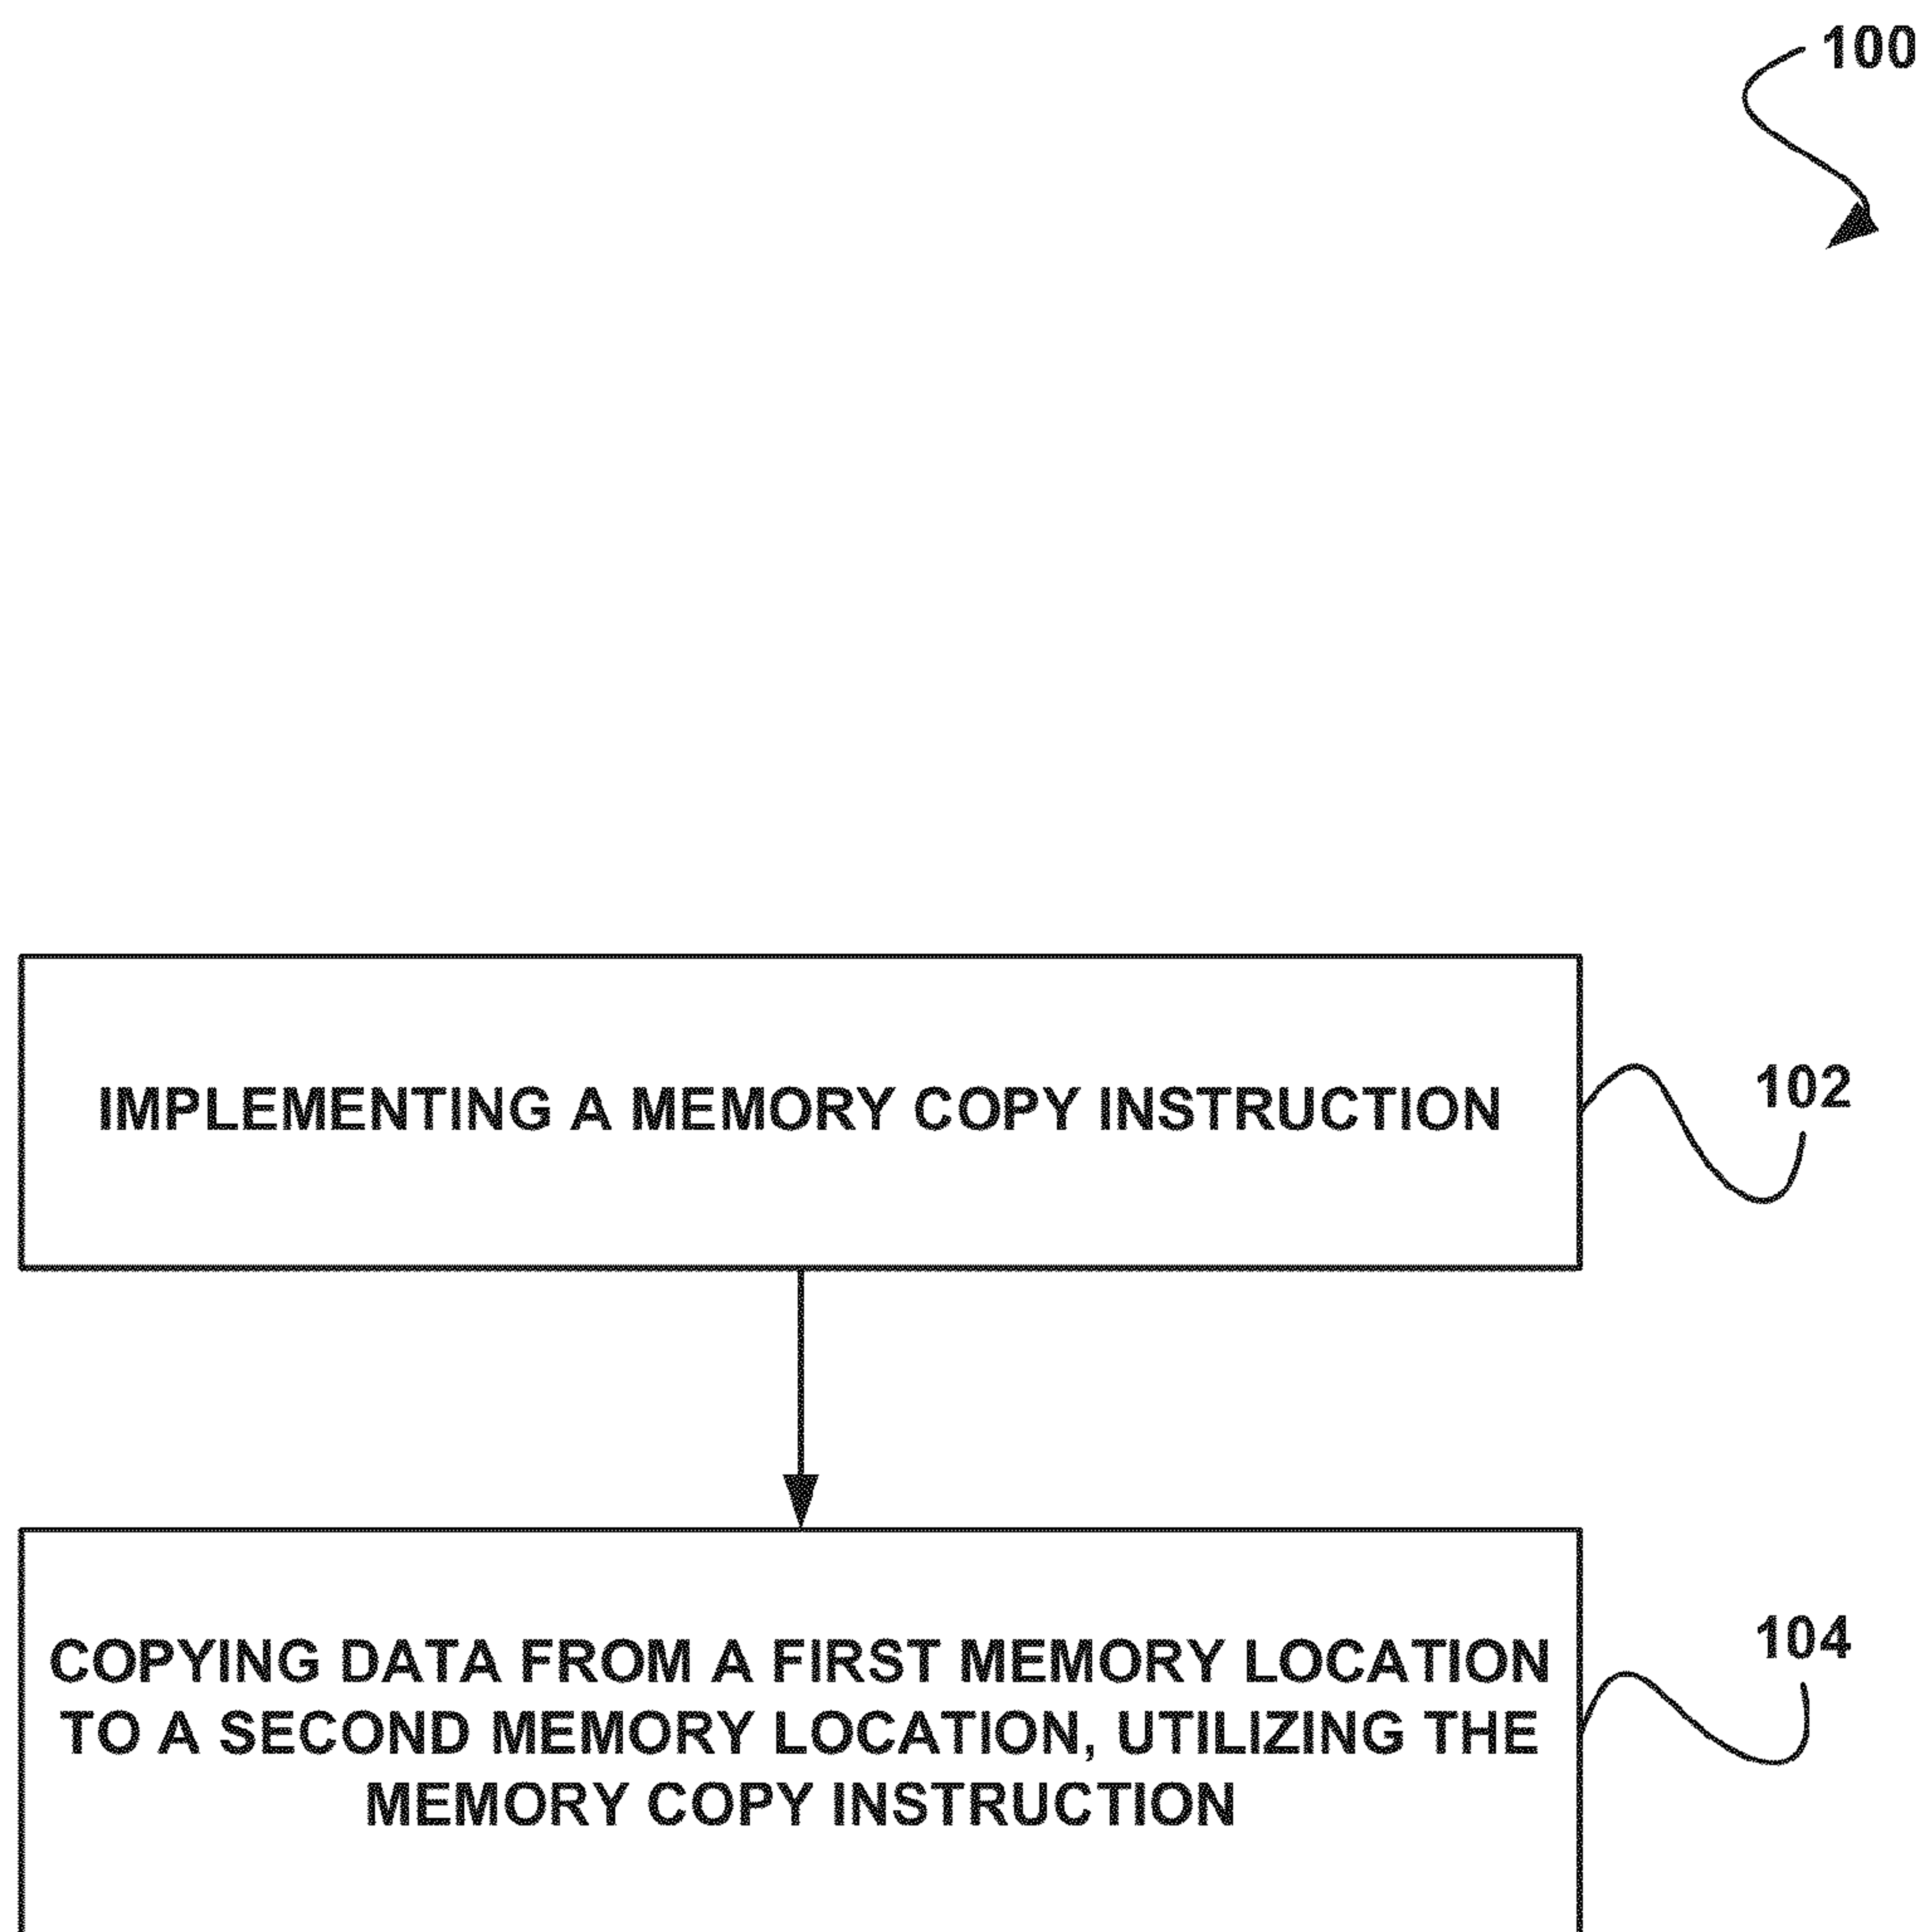 100
IMPLEMENTING A MEMORY COPY INSTRUCTION
102
COPYING DATA FROM A FIRST MEMORY LOCATION
TO A SECOND MEMORY LOCATION, UTILIZING THE
MEMORY COPY INSTRUCTION
104